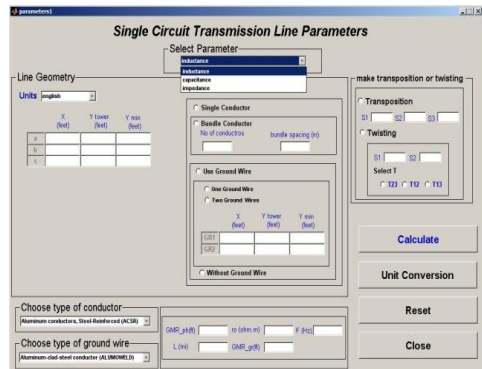 parameters1
Single Circuit Transmission Line Parameters
Select Parameter
inductance
inductance
capacitance
impedance
Line Geometry
Units english
X Y tower Y min
(feet) (feet) (feet)
a
b
c
Single Conductor
Bundle Conductor
No of conductros bundle spacing (in)
Use Ground Wire
One Ground Wire
Two Ground Wires
X Y tower Y min
(feet) (feet) (feet)
GR1
GR2
Without Ground Wire
make transposition or twisting
Transposition
S1 S2 S3
Twisting
S1 S2
Select T
T23 T12 T13
Calculate
Unit Conversion
Reset
Close
Choose type of conductor
Aluminum conductors, Steel-Reinforced (ACSR)
Choose type of ground wire
Aluminum-clad-steel conductor (ALUMOWELD)
GMR_ph(ft) ro (ohm.m) F (Hz)
L (mi) GMR_gr(ft)